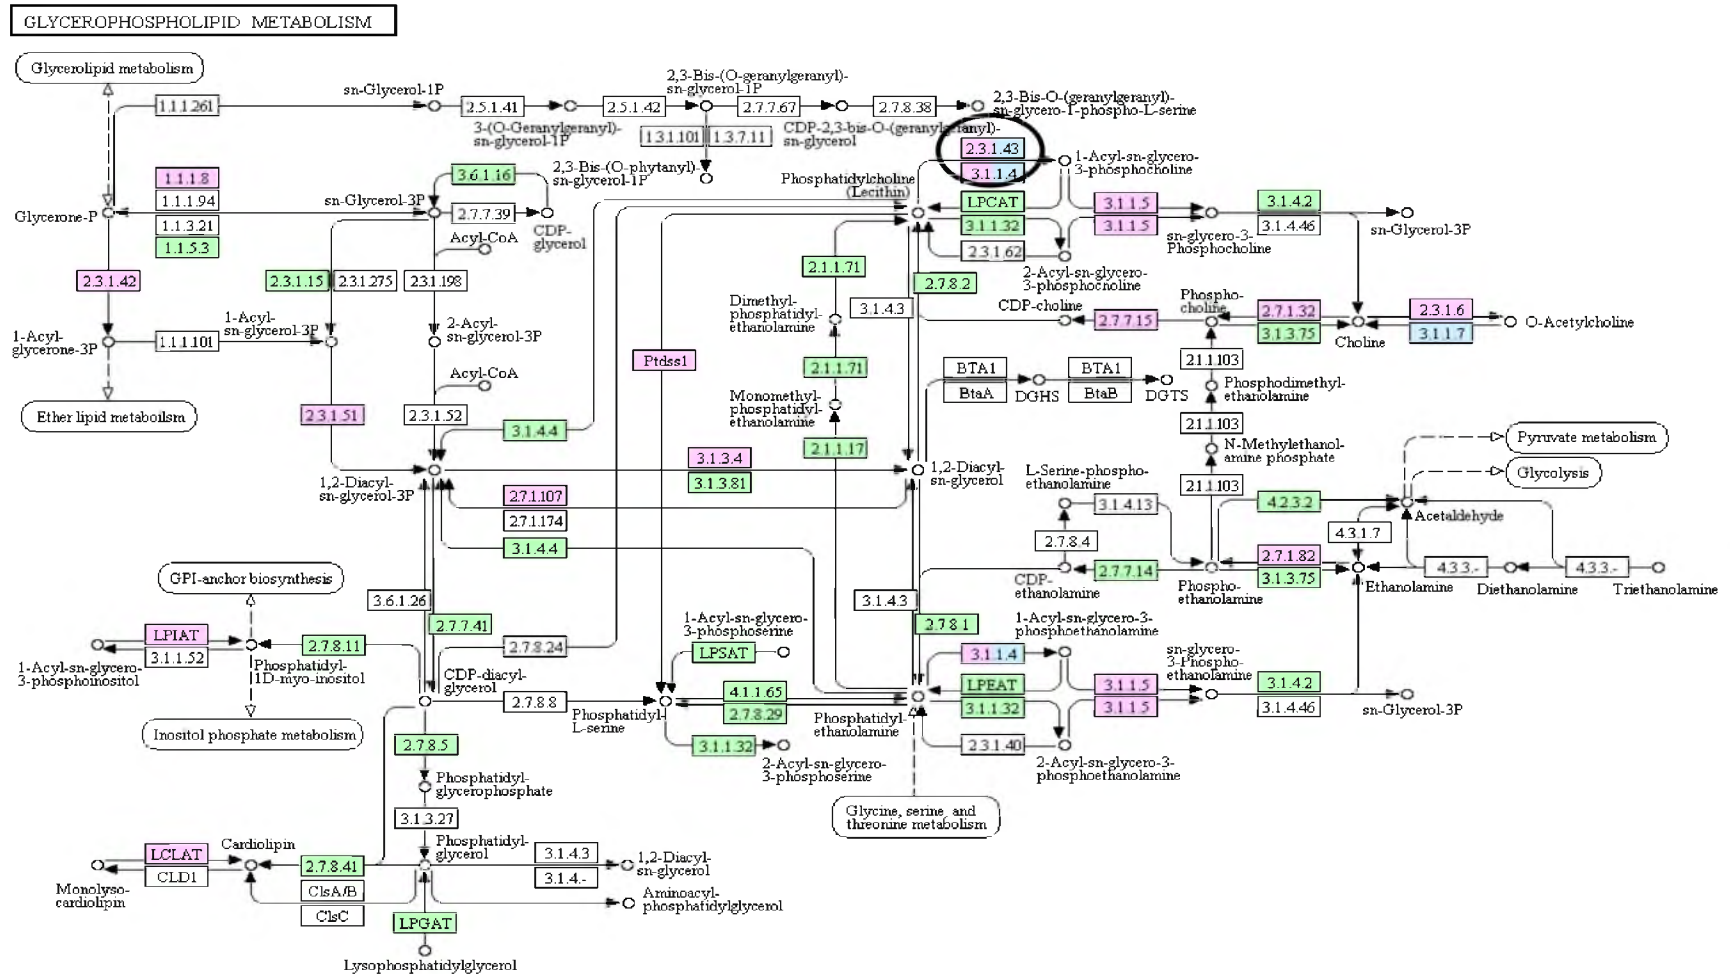 GLYCEROPHOSPHOLIPID METABOLISM
Glycerolipid metabolism
1.1.1.261
sn-Glycerol-1P
2.5.1.41
3-(O-Geranylgeranyl)-
sn-glycerol-1P
2.5.1.42
2,3-Bis-(O-geranylgeranyl)-
sn-glycerol-1P
2.7.7.67
CDP-2,3-bis-O-(geranylgeranyl)-
sn-glycerol
2.7.8.38
2,3-Bis-O-(geranylgeranyl)-
sn-glycero-1-phospho-L-serine
1.3.1.101
1.3.7.11
2,3-Bis-(O-phytanyl)-
sn-glycerol-1P
2.3.1.43
3.1.1.4
1-Acyl-sn-glycero-
3-phosphocholine
Phosphatidylcholine
(Lecithin)
1.1.1.8
1.1.1.94
1.1.3.21
1.1.5.3
Glycerone-P
sn-Glycerol-3P
3.6.1.16
2.7.7.39
CDP-
glycerol
Acyl-CoA
LPCAT
3.1.1.32
2.3.1.62
3.1.1.5
3.1.1.5
sn-glycero-3-
Phosphocholine
3.1.4.2
3.1.4.46
sn-Glycerol-3P
2-Acyl-sn-glycero-
3-phosphocholine
2.3.1.42
2.3.1.15
2.3.1.275
2.3.1.198
2.1.1.71
2.7.8.2
Dimethyl-
phosphatidyl-
ethanolamine
3.1.4.3
CDP-choline
2.7.7.15
Phospho-
choline
2.7.1.32
3.1.3.75
Choline
2.3.1.6
3.1.1.7
O-Acetylcholine
1-Acyl-
glycerone-3P
1.1.1.101
1-Acyl-
sn-glycerol-3P
2-Acyl-
sn-glycerol-3P
Ptdss1
2.1.1.71
2.1.1.103
Phosphodimethyl-
ethanolamine
Acyl-CoA
BTA1
BtaA
DGHS
BTA1
BtaB
DGTS
Ether lipid metaboilsm
2.3.1.51
2.3.1.52
3.1.4.4
Monomethyl-
phosphatidyl-
ethanolamine
2.1.1.17
2.1.1.103
N-Methylethanol-
amine phosphate
Pyruvate metabolism
Glycolysis
1,2-Diacyl-
sn-glycerol-3P
3.1.3.4
3.1.3.81
1,2-Diacyl-
sn-glycerol
2.7.1.107
2.7.1.174
3.1.4.4
L-Serine-phospho-
ethanolamine
3.1.4.13
2.1.1.103
4.2.3.2
Acetaldehyde
2.7.8.4
4.3.1.7
CDP-
ethanolamine
2.7.7.14
Phospho-
ethanolamine
2.7.1.82
3.1.3.75
Ethanolamine
4.3.3.-
Diethanolamine
4.3.3.-
Triethanolamine
GPI-anchor biosynthesis
3.6.1.26
2.7.7.41
3.1.4.3
2.7.8.1
1-Acyl-sn-glycero-3-
phosphoethanolamine
LPIAT
3.1.1.52
1-Acyl-sn-glycero-
3-phosphoinositol
2.7.8.11
Phosphatidyl-
1D-myo-inositol
2.7.8.24
1-Acyl-sn-glycero-
3-phosphoserine
LPSAT
3.1.1.4
LPEAT
3.1.1.32
2.3.1.40
sn-glycero-
3-Phospho-
ethanolamine
3.1.1.5
3.1.1.5
3.1.4.2
3.1.4.46
sn-Glycerol-3P
CDP-diacyl-
glycerol
2.7.8.8
Phosphatidyl-
L-serine
4.1.1.65
2.7.8.29
Phosphatidyl-
ethanolamine
3.1.1.32
2-Acyl-sn-glycero-
3-phosphoserine
2-Acyl-sn-glycero-3-
phosphoethanolamine
Inositol phosphate metabolism
2.7.8.5
Phosphatidyl-
glycerophosphate
3.1.3.27
Glycine, serine, and
threonine metabolism
Phosphatidyl-
glycerol
LCLAT
CLD1
Monolyso-
cardiolipin
Cardiolipin
2.7.8.41
ClsA/B
ClsC
3.1.4.3
3.1.4.-
1,2-Diacyl-
sn-glycerol
Aminoacyl-
phosphatidylglycerol
LPGAT
Lysophosphatidylglycerol